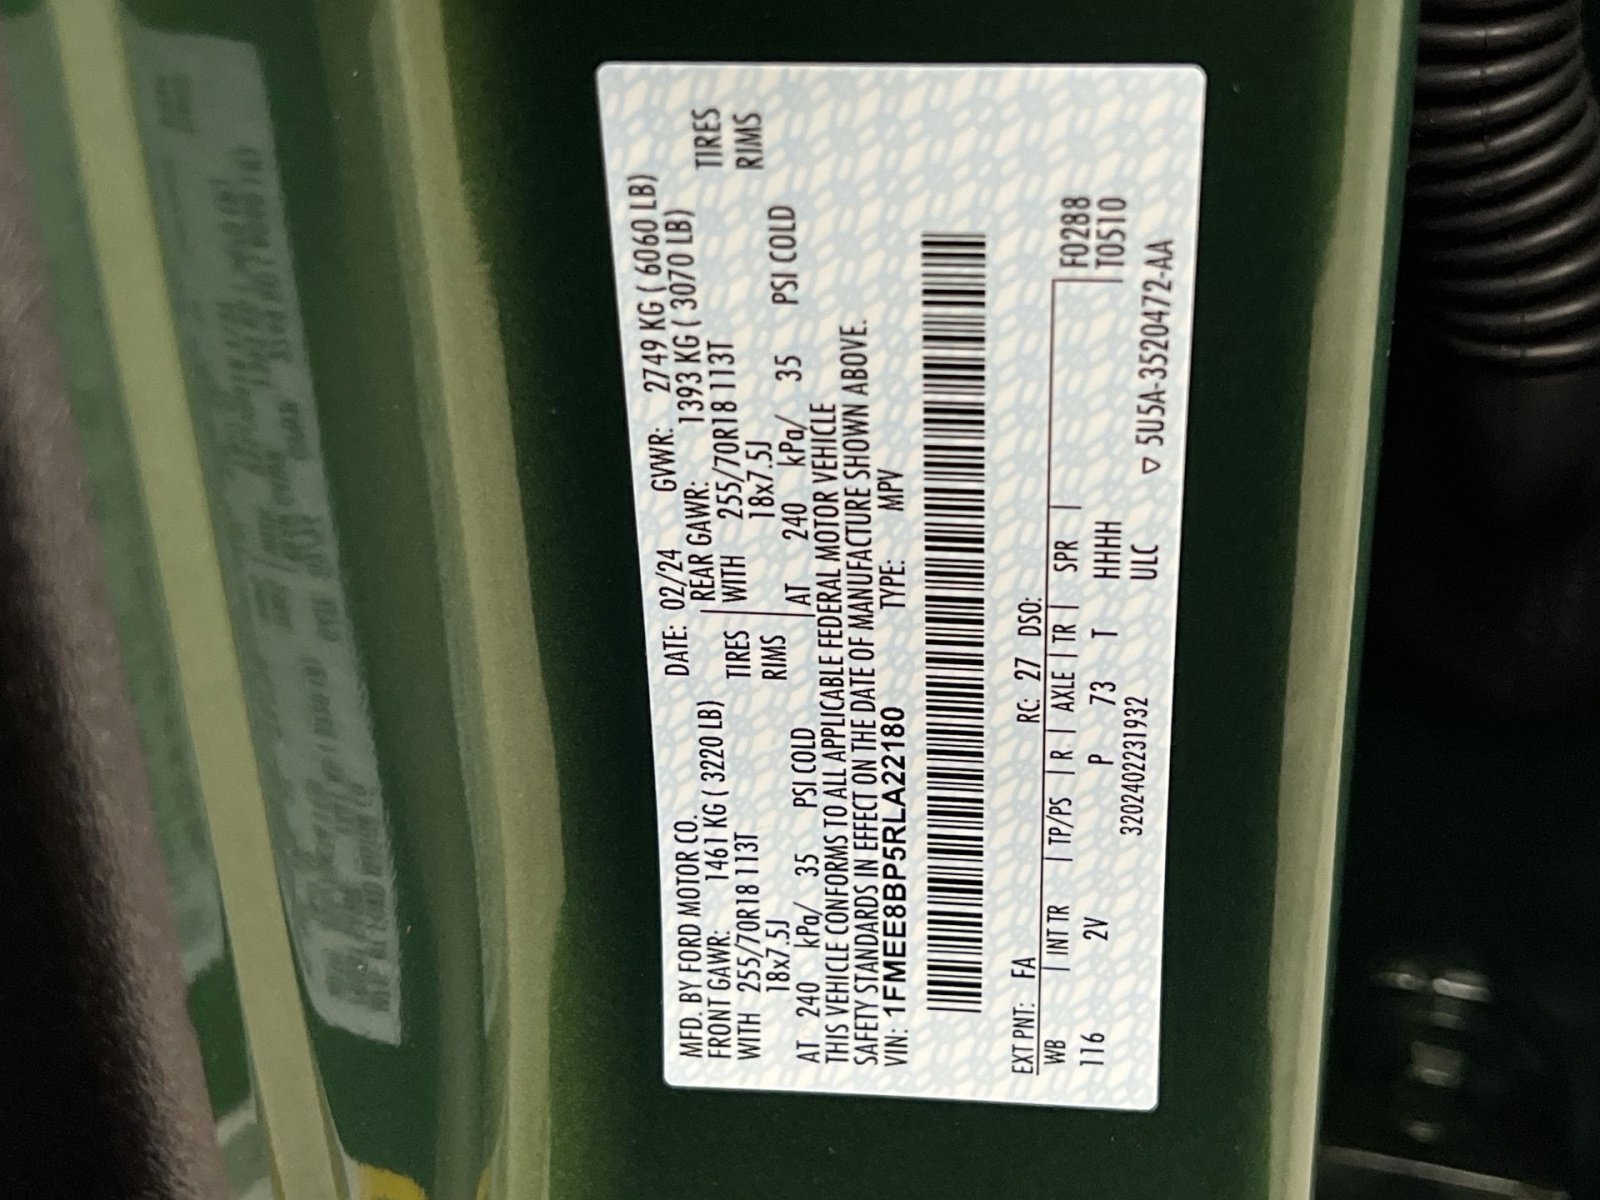 MFD. BY FORD MOTOR CO.
DATE: 02/24 GVWR: 2749 KG ( 6060 LB)
FRONT GAWR: 1461 KG ( 3220 LB) REAR GAWR: 1393 KG ( 3070 LB)
WITH 255/70R18 113T TIRES WITH 255/70R18 113T TIRES
18x7.5J RIMS 18x7.5J RIMS
AT 240 kPa/ 35 PSI COLD AT 240 kPa/ 35 PSI COLD
THIS VEHICLE CONFORMS TO ALL APPLICABLE FEDERAL MOTOR VEHICLE
SAFETY STANDARDS IN EFFECT ON THE DATE OF MANUFACTURE SHOWN ABOVE.
VIN: 1FMEE8BP5RLA22180 TYPE: MPV
EXT PNT: FA RC: 27 DSO:
WB INT TR TP/PS R AXLE TR SPR F0288
116 2V P 73 T HHHH T0510
3202402231932 ULC ▽ 5U5A-3520472-AA